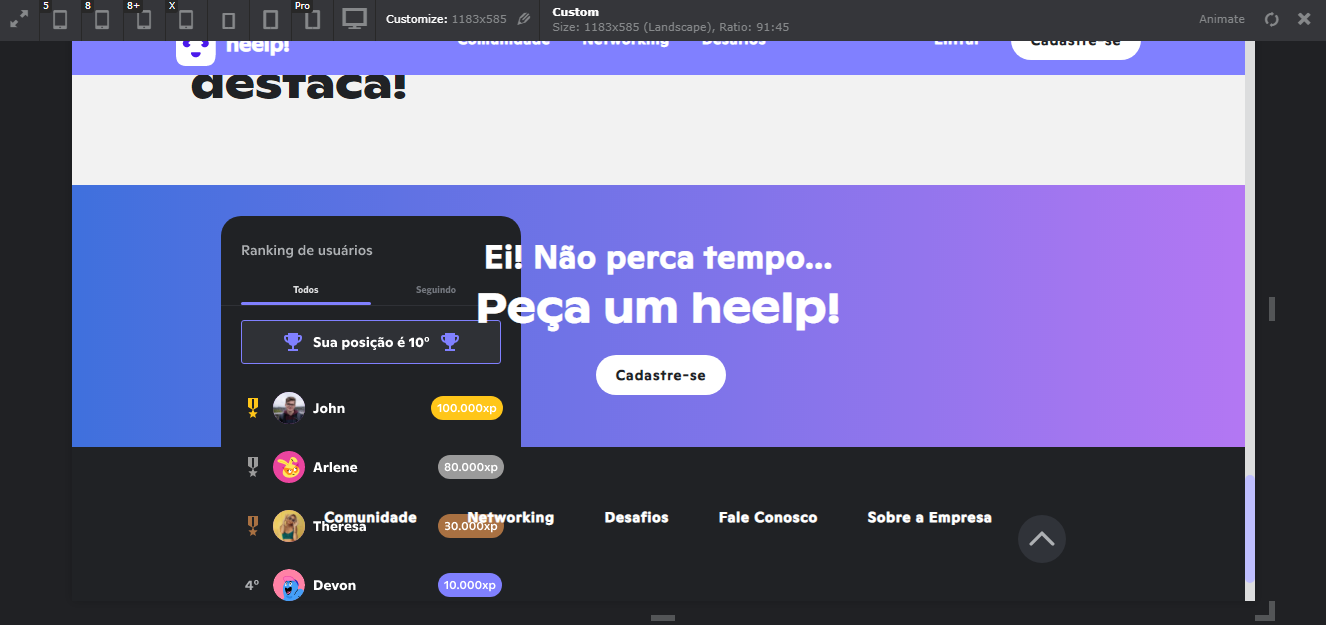 5
8
8+
X
Pro
Customize: 1183x585
Custom
Size: 1183x585 (Landscape), Ratio: 91:45
Animate
heelp!
Comunidade
Networking
Desafios
Entrar
Cadastre-se
destaca!
Ranking de usuários
Todos
Seguindo
Sua posição é 10º
John
100.000xp
Arlene
80.000xp
Theresa
30.000xp
4º
Devon
10.000xp
Ei! Não perca tempo...
Peça um heelp!
Cadastre-se
Comunidade
Networking
Desafios
Fale Conosco
Sobre a Empresa